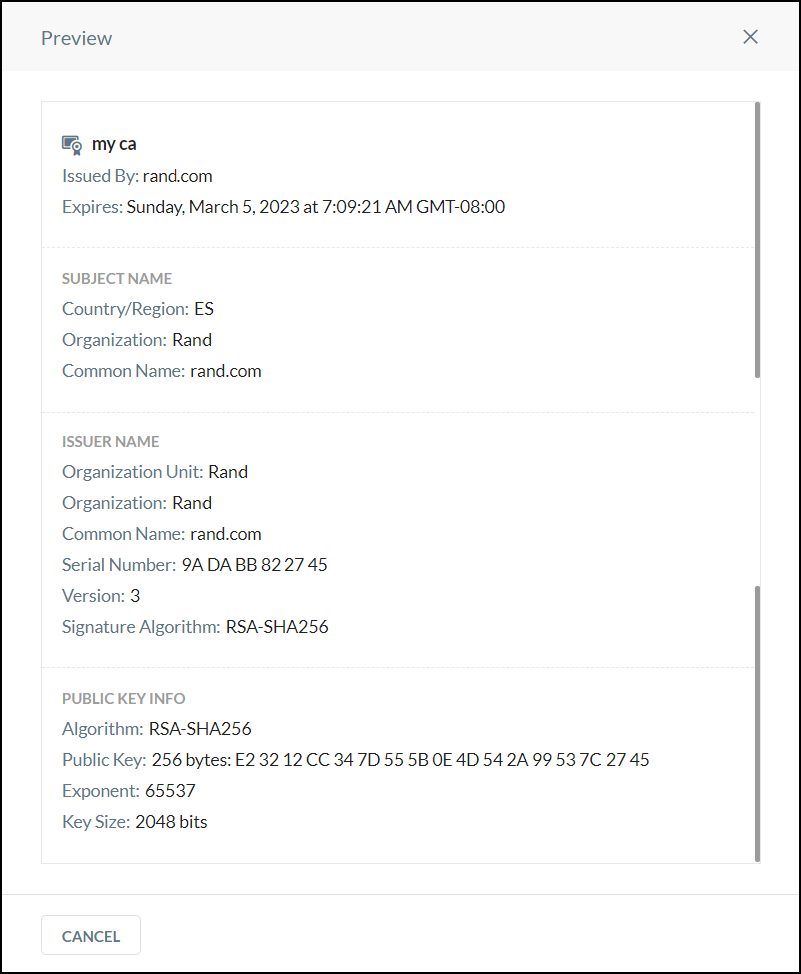 Preview
my ca
Issued By: rand.com
Expires: Sunday, March 5, 2023 at 7:09:21 AM GMT-08:00
SUBJECT NAME
Country/Region: ES
Organization: Rand
Common Name: rand.com
ISSUER NAME
Organization Unit: Rand
Organization: Rand
Common Name: rand.com
Serial Number: 9A DA BB 82 27 45
Version: 3
Signature Algorithm: RSA-SHA256
PUBLIC KEY INFO
Algorithm: RSA-SHA256
Public Key: 256 bytes: E2 32 12 CC 34 7D 55 5B 0E 4D 54 2A 99 53 7C 27 45
Exponent: 65537
Key Size: 2048 bits
CANCEL